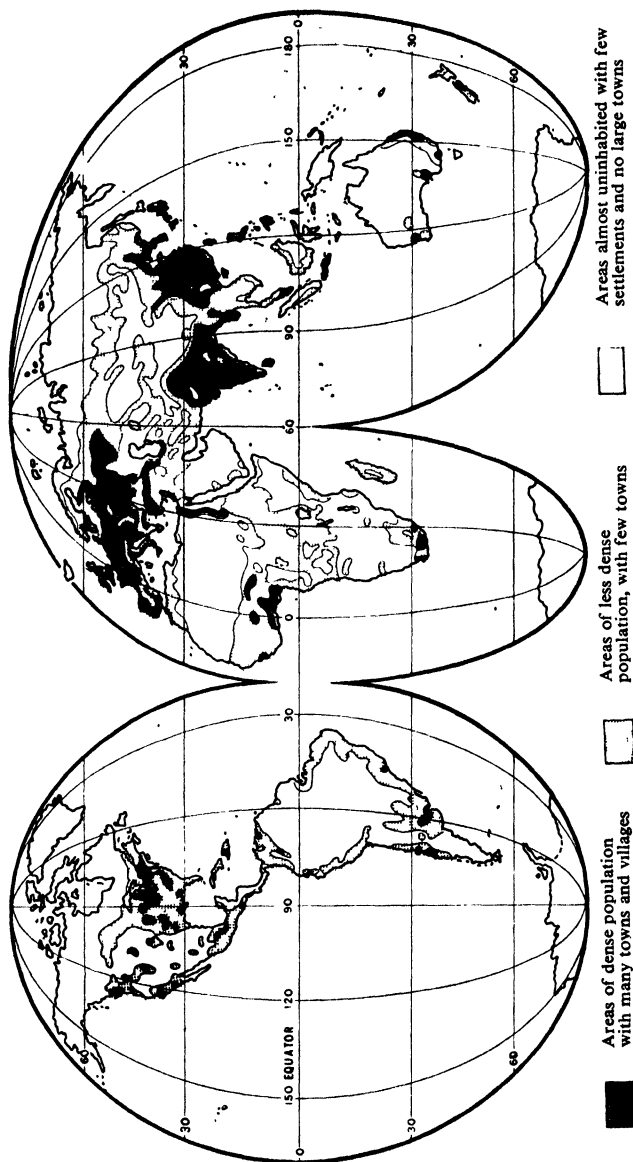 60
30 30
0 150 EQUATOR 120 90 30 0 60 90 150 180 0
30 30
60 60
Areas of dense population
with many towns and villages
Areas of less dense
population, with few towns
Areas almost uninhabited with few
settlements and no large towns